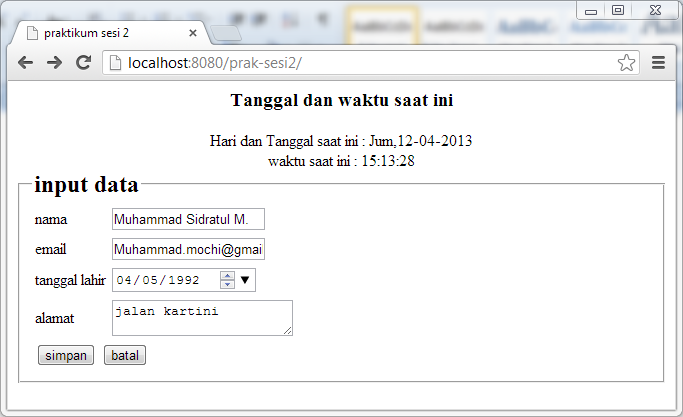 praktikum sesi 2
localhost:8080/prak-sesi2/
Tanggal dan waktu saat ini
Hari dan Tanggal saat ini : Jum,12-04-2013
waktu saat ini : 15:13:28
input data
nama Muhammad Sidratul M.
email Muhammad.mochi@gmai
tanggal lahir 04/05/1992
alamat jalan kartini
simpan batal